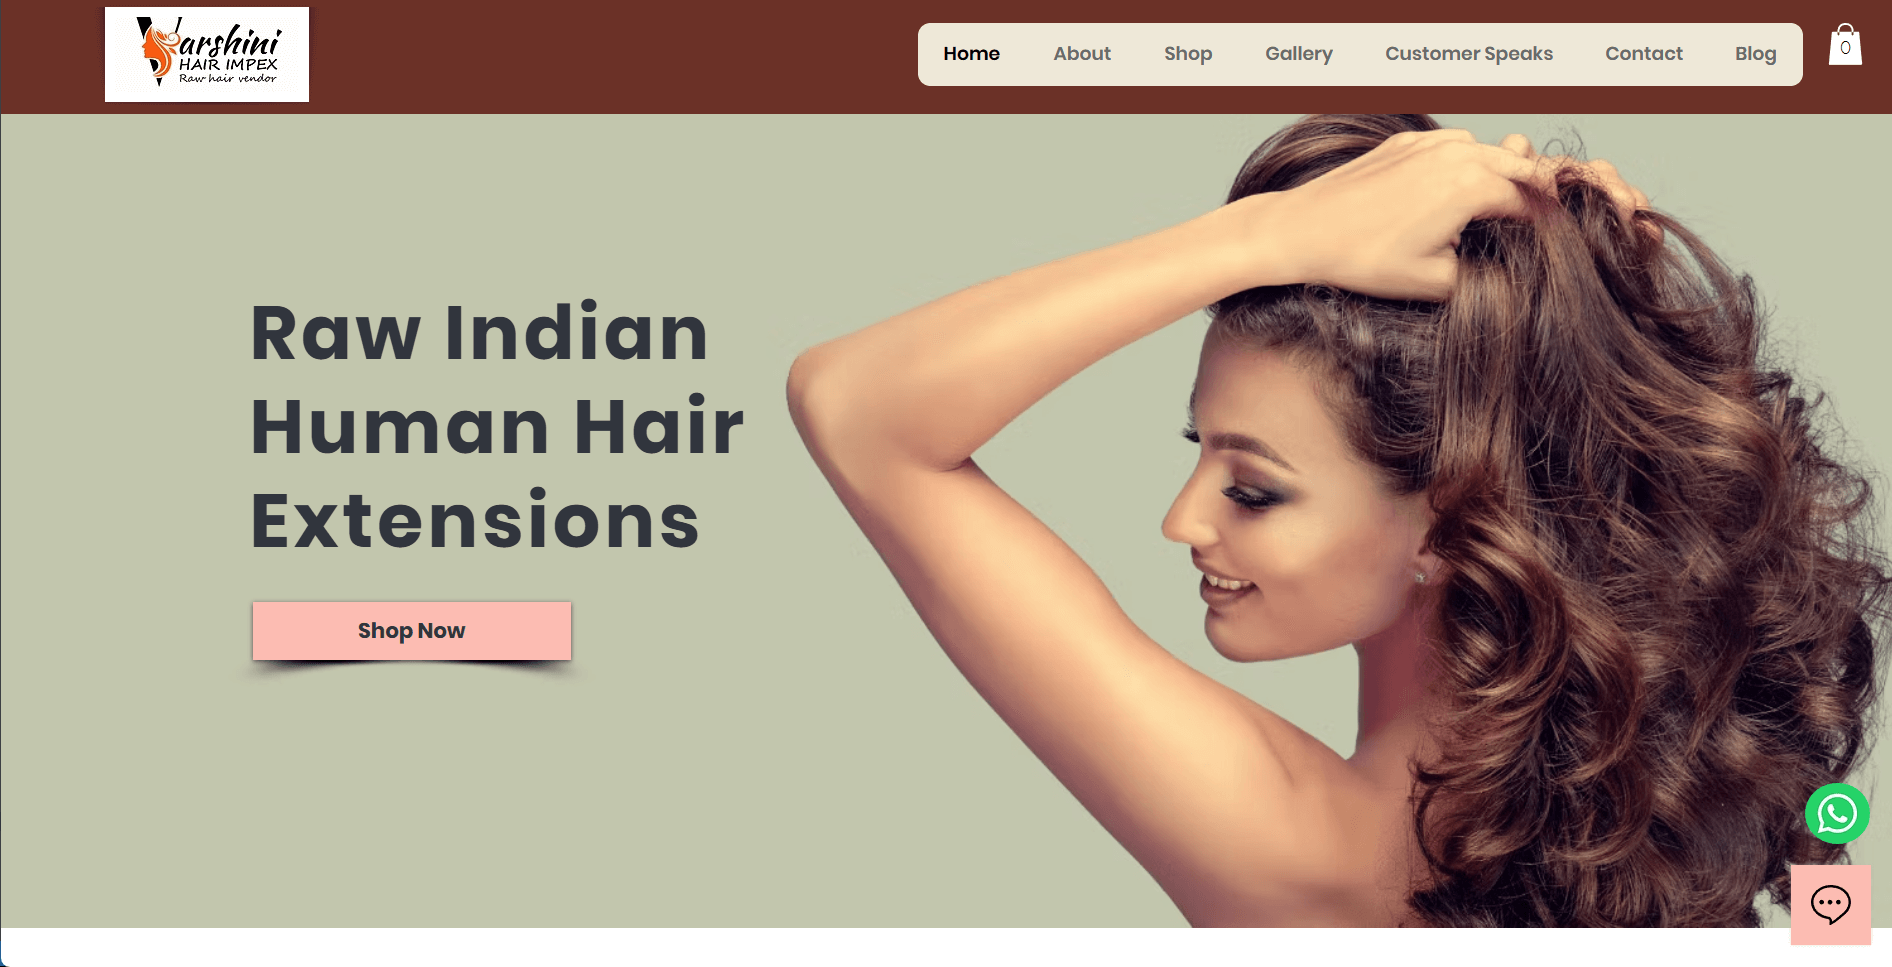 Varshini
HAIR IMPEX
Raw hair vendor
Home About Shop Gallery Customer Speaks Contact Blog
0
Raw Indian
Human Hair
Extensions
Shop Now